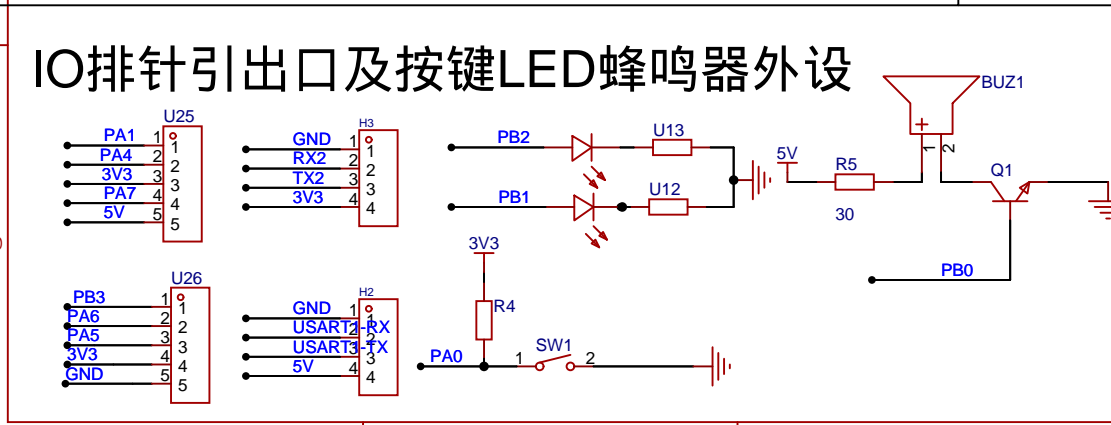 IO排针引出口及按键LED蜂鸣器外设
U25
PA1 1 1
PA4 2 2
3V3 3 3
PA7 4 4
5V 5 5
H3
GND 1 1
RX2 2 2
TX2 3 3
3V3 4 4
PB2
U13
PB1
U12
BUZ1
+
1
2
5V
R5
30
Q1
PB0
U26
PB3 1 1
PA6 2 2
PA5 3 3
3V3 4 4
GND 5 5
H2
GND 1 1
USART1-RX 2 2
USART1-TX 3 3
5V 4 4
3V3
R4
PA0
1
SW1
2